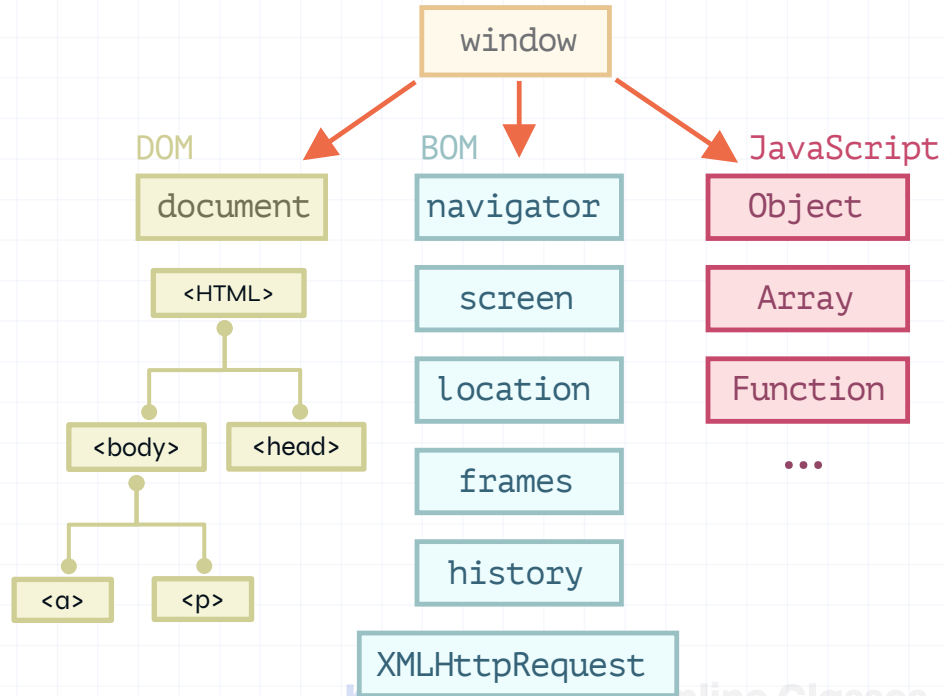 window
DOM
BOM
JavaScript
document
navigator
Object
<HTML>
screen
Array
location
Function
<body>
<head>
frames
...
history
<a>
<p>
XMLHttpRequest